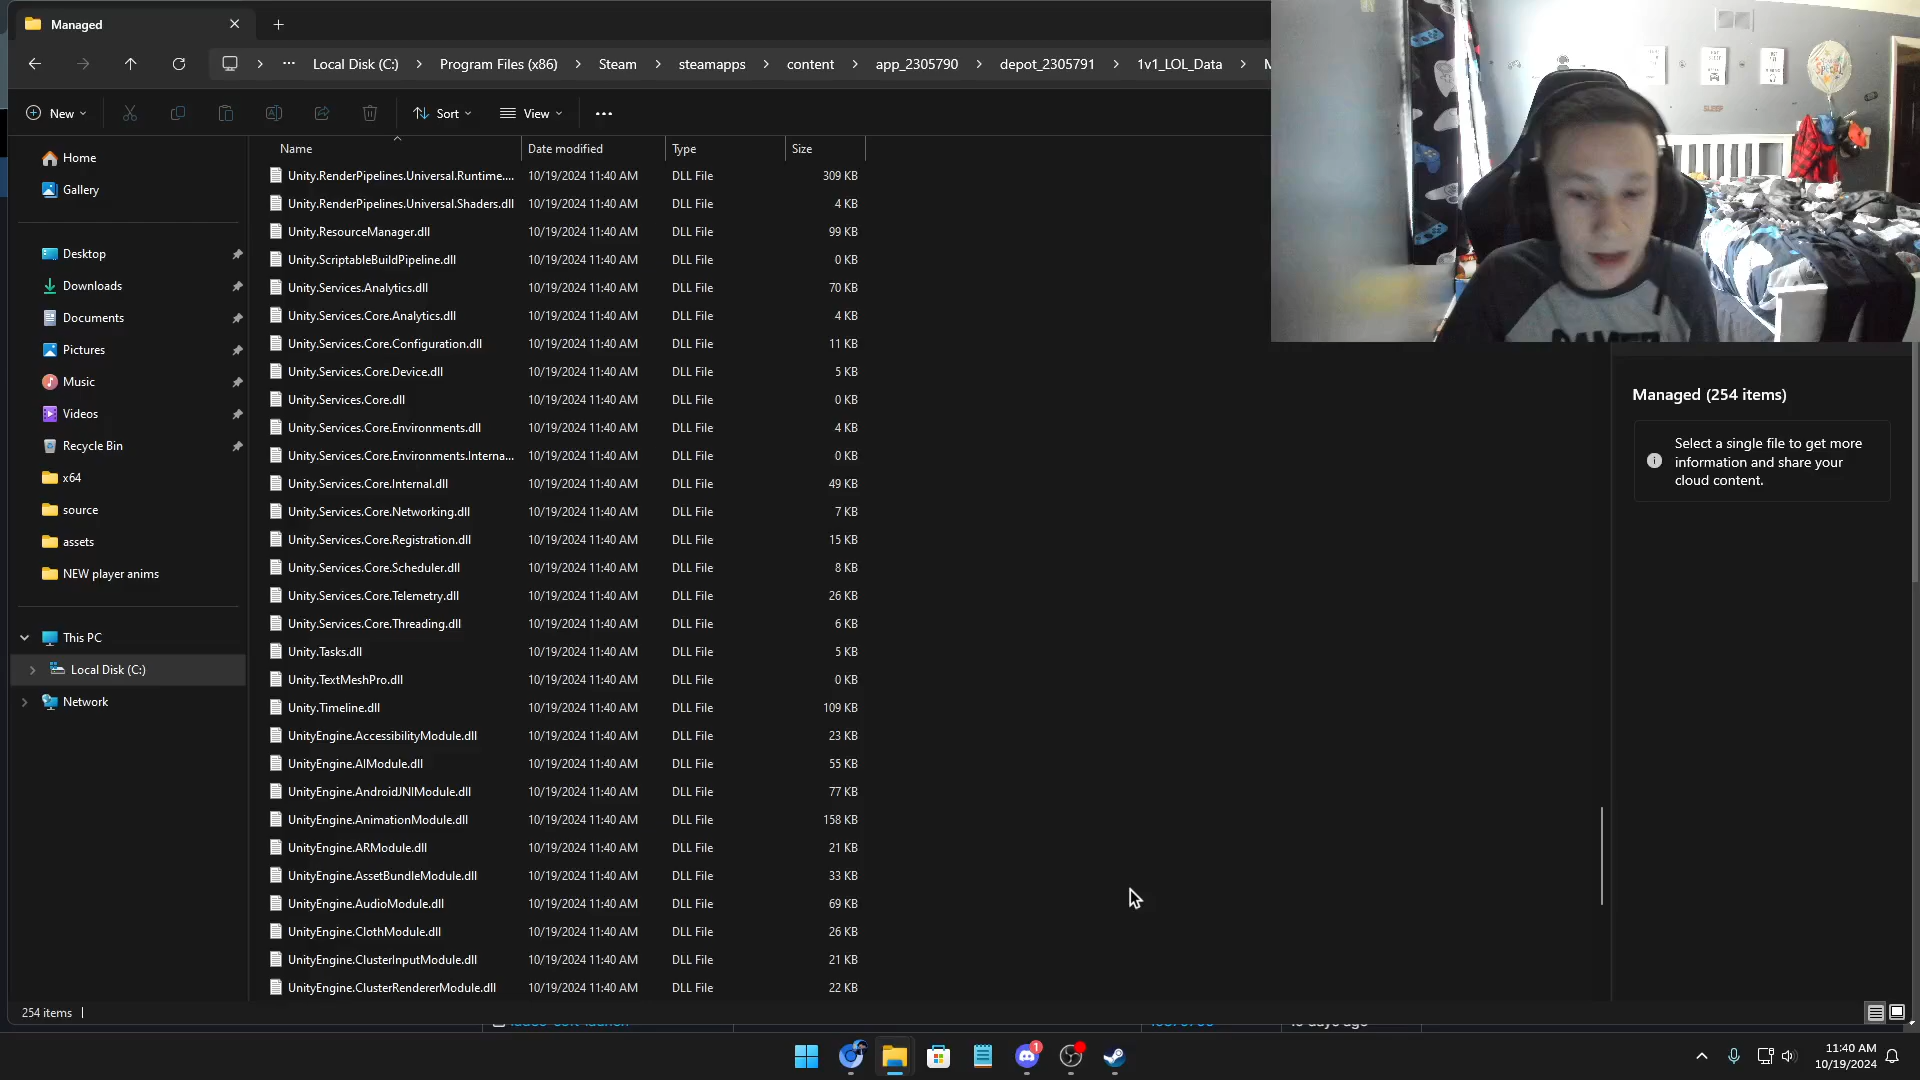 Managed
Local Disk (C:) Program Files (x86) Steam steamapps content app_2305790 depot_2305791 1v1_LOL_Data
New Sort View
Name Date modified Type Size
Home
Gallery
Desktop
Downloads
Documents
Pictures
Music
Videos
Recycle Bin
x64
source
assets
NEW player anims
This PC
Local Disk (C:)
Network
Unity.RenderPipelines.Universal.Runtime.... 10/19/2024 11:40 AM DLL File 309 KB
Unity.RenderPipelines.Universal.Shaders.dll 10/19/2024 11:40 AM DLL File 4 KB
Unity.ResourceManager.dll 10/19/2024 11:40 AM DLL File 99 KB
Unity.ScriptableBuildPipeline.dll 10/19/2024 11:40 AM DLL File 0 KB
Unity.Services.Analytics.dll 10/19/2024 11:40 AM DLL File 70 KB
Unity.Services.Core.Analytics.dll 10/19/2024 11:40 AM DLL File 4 KB
Unity.Services.Core.Configuration.dll 10/19/2024 11:40 AM DLL File 11 KB
Unity.Services.Core.Device.dll 10/19/2024 11:40 AM DLL File 5 KB
Unity.Services.Core.dll 10/19/2024 11:40 AM DLL File 0 KB
Unity.Services.Core.Environments.dll 10/19/2024 11:40 AM DLL File 4 KB
Unity.Services.Core.Environments.Interna... 10/19/2024 11:40 AM DLL File 0 KB
Unity.Services.Core.Internal.dll 10/19/2024 11:40 AM DLL File 49 KB
Unity.Services.Core.Networking.dll 10/19/2024 11:40 AM DLL File 7 KB
Unity.Services.Core.Registration.dll 10/19/2024 11:40 AM DLL File 15 KB
Unity.Services.Core.Scheduler.dll 10/19/2024 11:40 AM DLL File 8 KB
Unity.Services.Core.Telemetry.dll 10/19/2024 11:40 AM DLL File 26 KB
Unity.Services.Core.Threading.dll 10/19/2024 11:40 AM DLL File 6 KB
Unity.Tasks.dll 10/19/2024 11:40 AM DLL File 5 KB
Unity.TextMeshPro.dll 10/19/2024 11:40 AM DLL File 0 KB
Unity.Timeline.dll 10/19/2024 11:40 AM DLL File 109 KB
UnityEngine.AccessibilityModule.dll 10/19/2024 11:40 AM DLL File 23 KB
UnityEngine.AIModule.dll 10/19/2024 11:40 AM DLL File 55 KB
UnityEngine.AndroidJNIModule.dll 10/19/2024 11:40 AM DLL File 77 KB
UnityEngine.AnimationModule.dll 10/19/2024 11:40 AM DLL File 158 KB
UnityEngine.ARModule.dll 10/19/2024 11:40 AM DLL File 21 KB
UnityEngine.AssetBundleModule.dll 10/19/2024 11:40 AM DLL File 33 KB
UnityEngine.AudioModule.dll 10/19/2024 11:40 AM DLL File 69 KB
UnityEngine.ClothModule.dll 10/19/2024 11:40 AM DLL File 26 KB
UnityEngine.ClusterInputModule.dll 10/19/2024 11:40 AM DLL File 21 KB
UnityEngine.ClusterRendererModule.dll 10/19/2024 11:40 AM DLL File 22 KB
SLEEP
Managed (254 items)
Select a single file to get more
information and share your
cloud content.
254 items
1
11:40 AM
10/19/2024